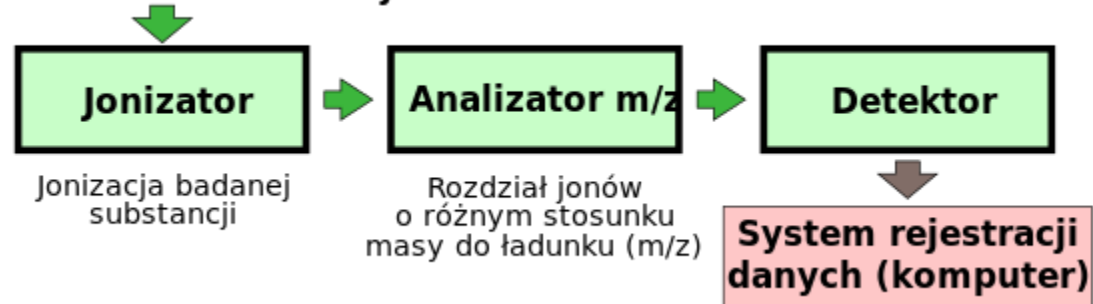 Jonizator
Analizator m/z
Detektor
Jonizacja badanej
substancji
Rozdział jonów
o różnym stosunku
masy do ładunku (m/z)
System rejestracji
danych (komputer)